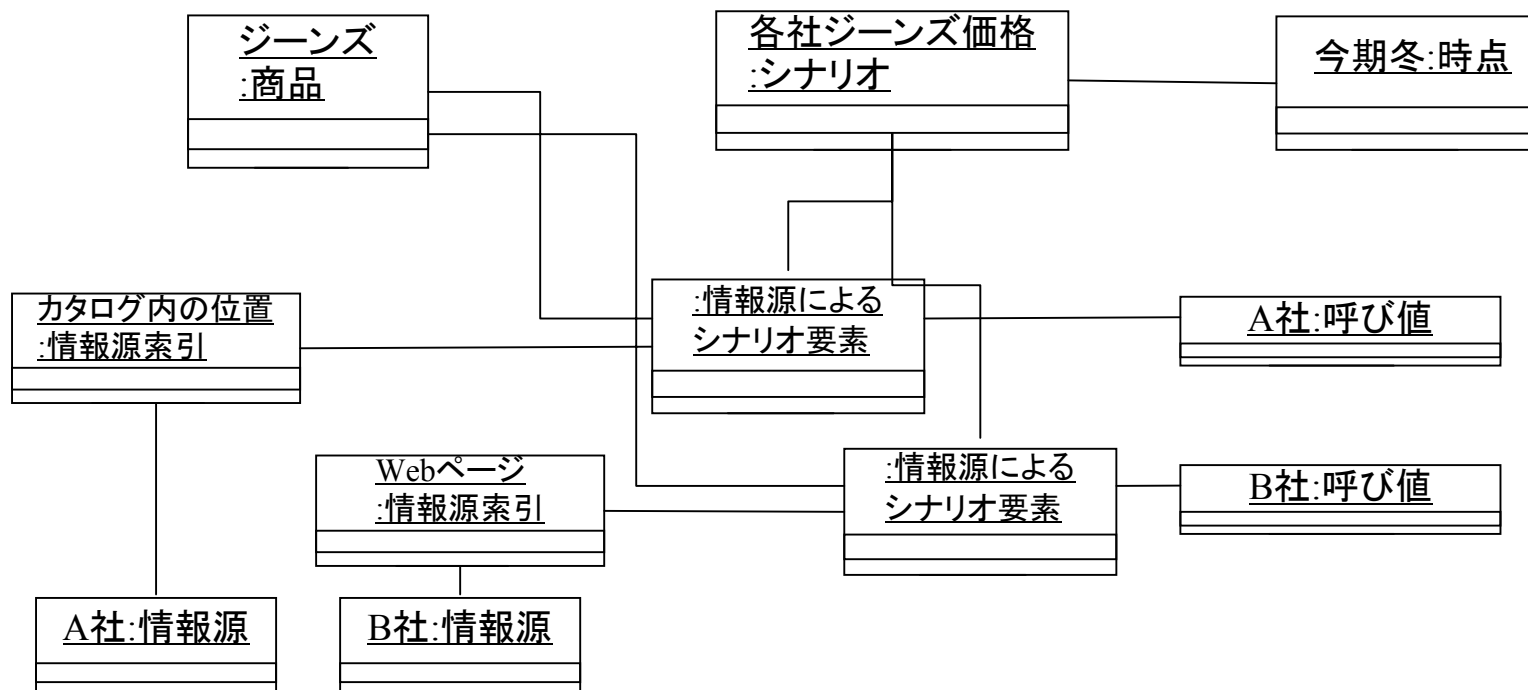 ジーンズ
:商品
各社ジーンズ価格
:シナリオ
今期冬:時点
カタログ内の位置
:情報源索引
:情報源による
シナリオ要素
A社:呼び値
Webページ
:情報源索引
:情報源による
シナリオ要素
B社:呼び値
A社:情報源
B社:情報源